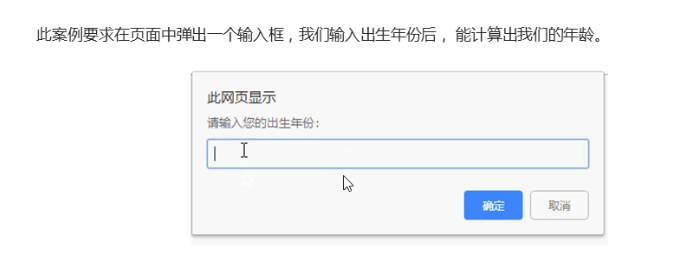 此案例要求在页面中弹出一个输入框，我们输入出生年份后，能计算出我们的年龄。
此网页显示
请输入您的出生年份：
确定 取消